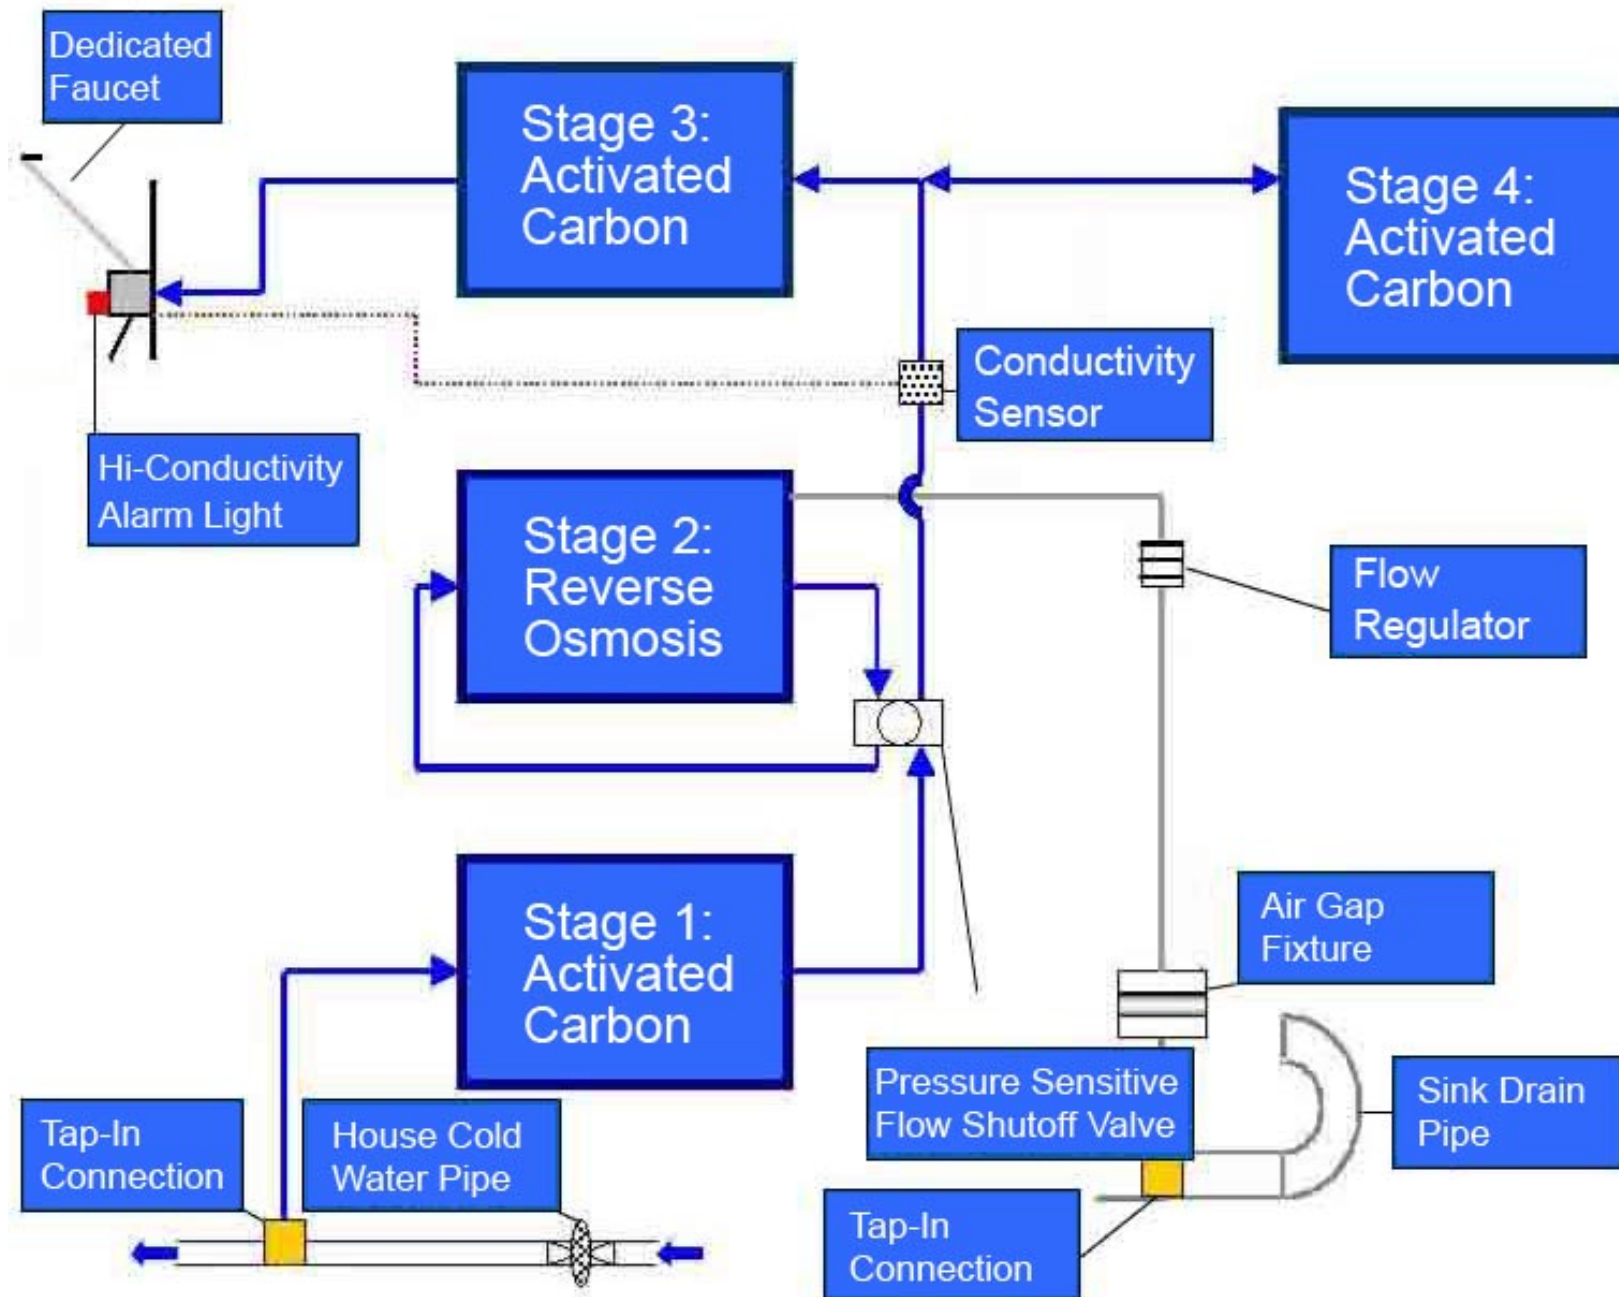 Dedicated
Faucet
Stage 3:
Activated
Carbon
Stage 4:
Activated
Carbon
Conductivity
Sensor
Hi-Conductivity
Alarm Light
Stage 2:
Reverse
Osmosis
Flow
Regulator
Stage 1:
Activated
Carbon
Air Gap
Fixture
Pressure Sensitive
Flow Shutoff Valve
Sink Drain
Pipe
Tap-In
Connection
House Cold
Water Pipe
Tap-In
Connection